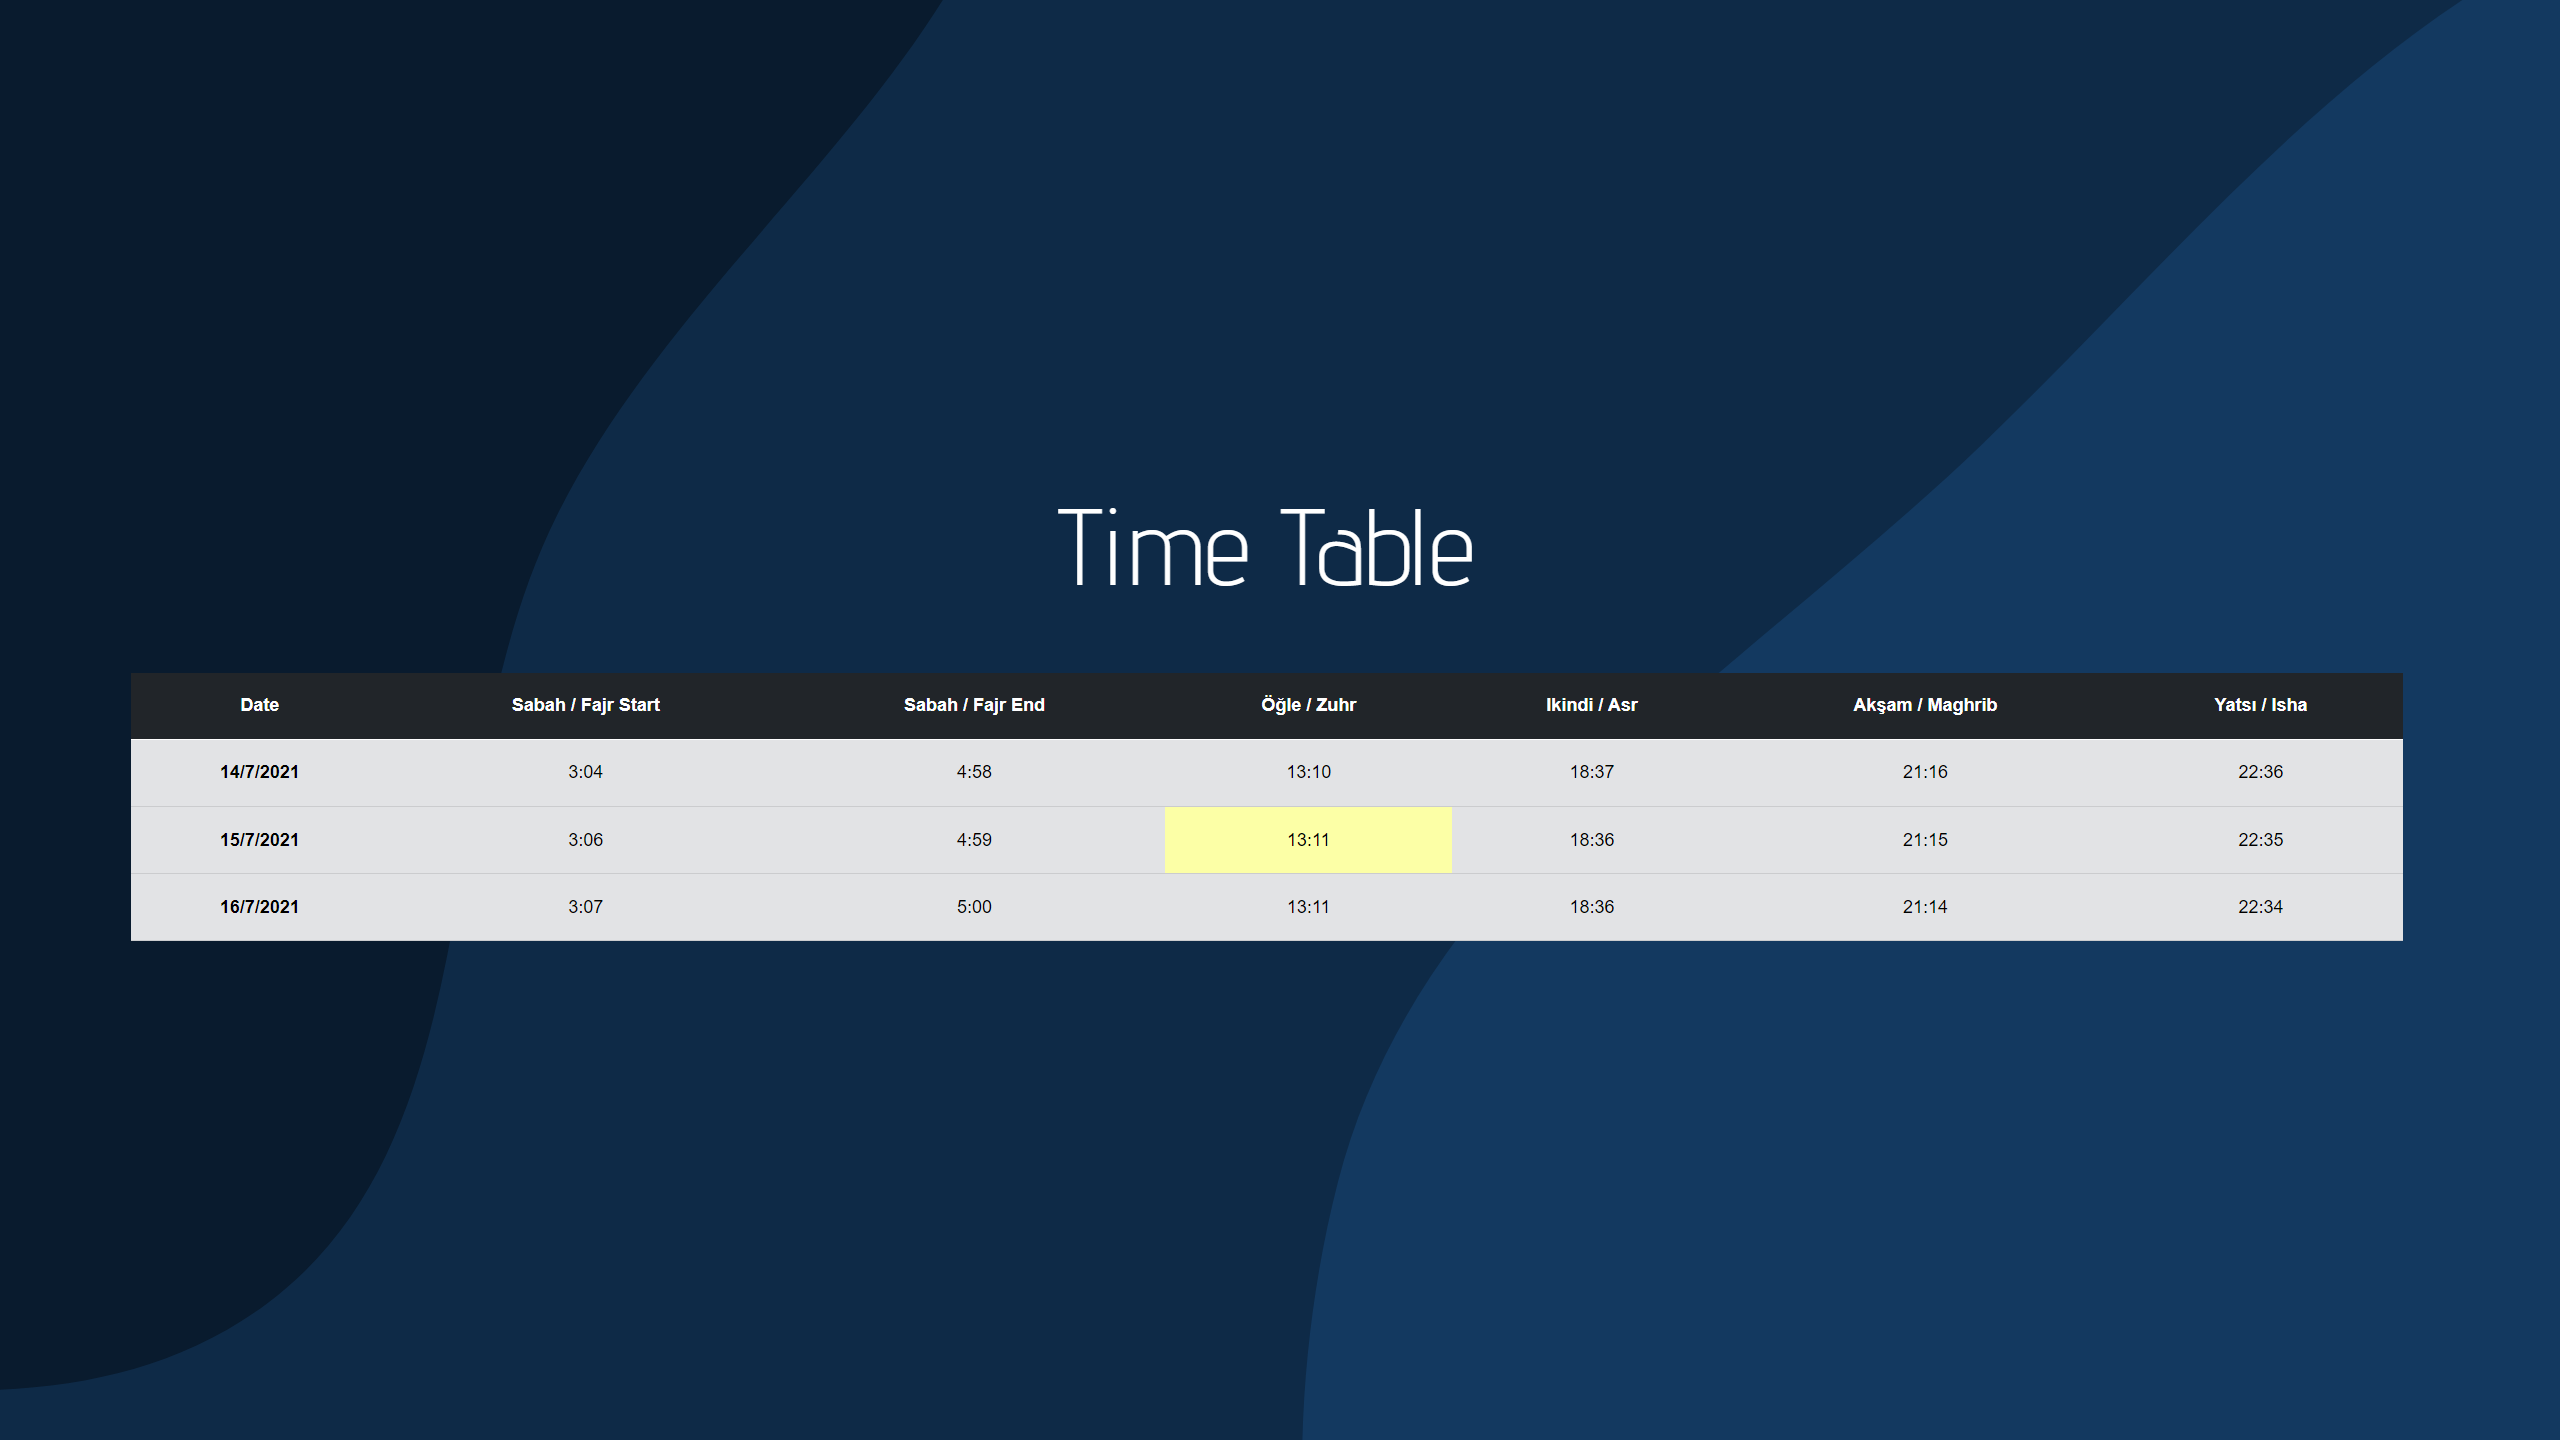 Time Table
Date Sabah / Fajr Start Sabah / Fajr End Öğle / Zuhr Ikindi / Asr Akşam / Maghrib Yatsı / Isha
14/7/2021 3:04 4:58 13:10 18:37 21:16 22:36
15/7/2021 3:06 4:59 13:11 18:36 21:15 22:35
16/7/2021 3:07 5:00 13:11 18:36 21:14 22:34